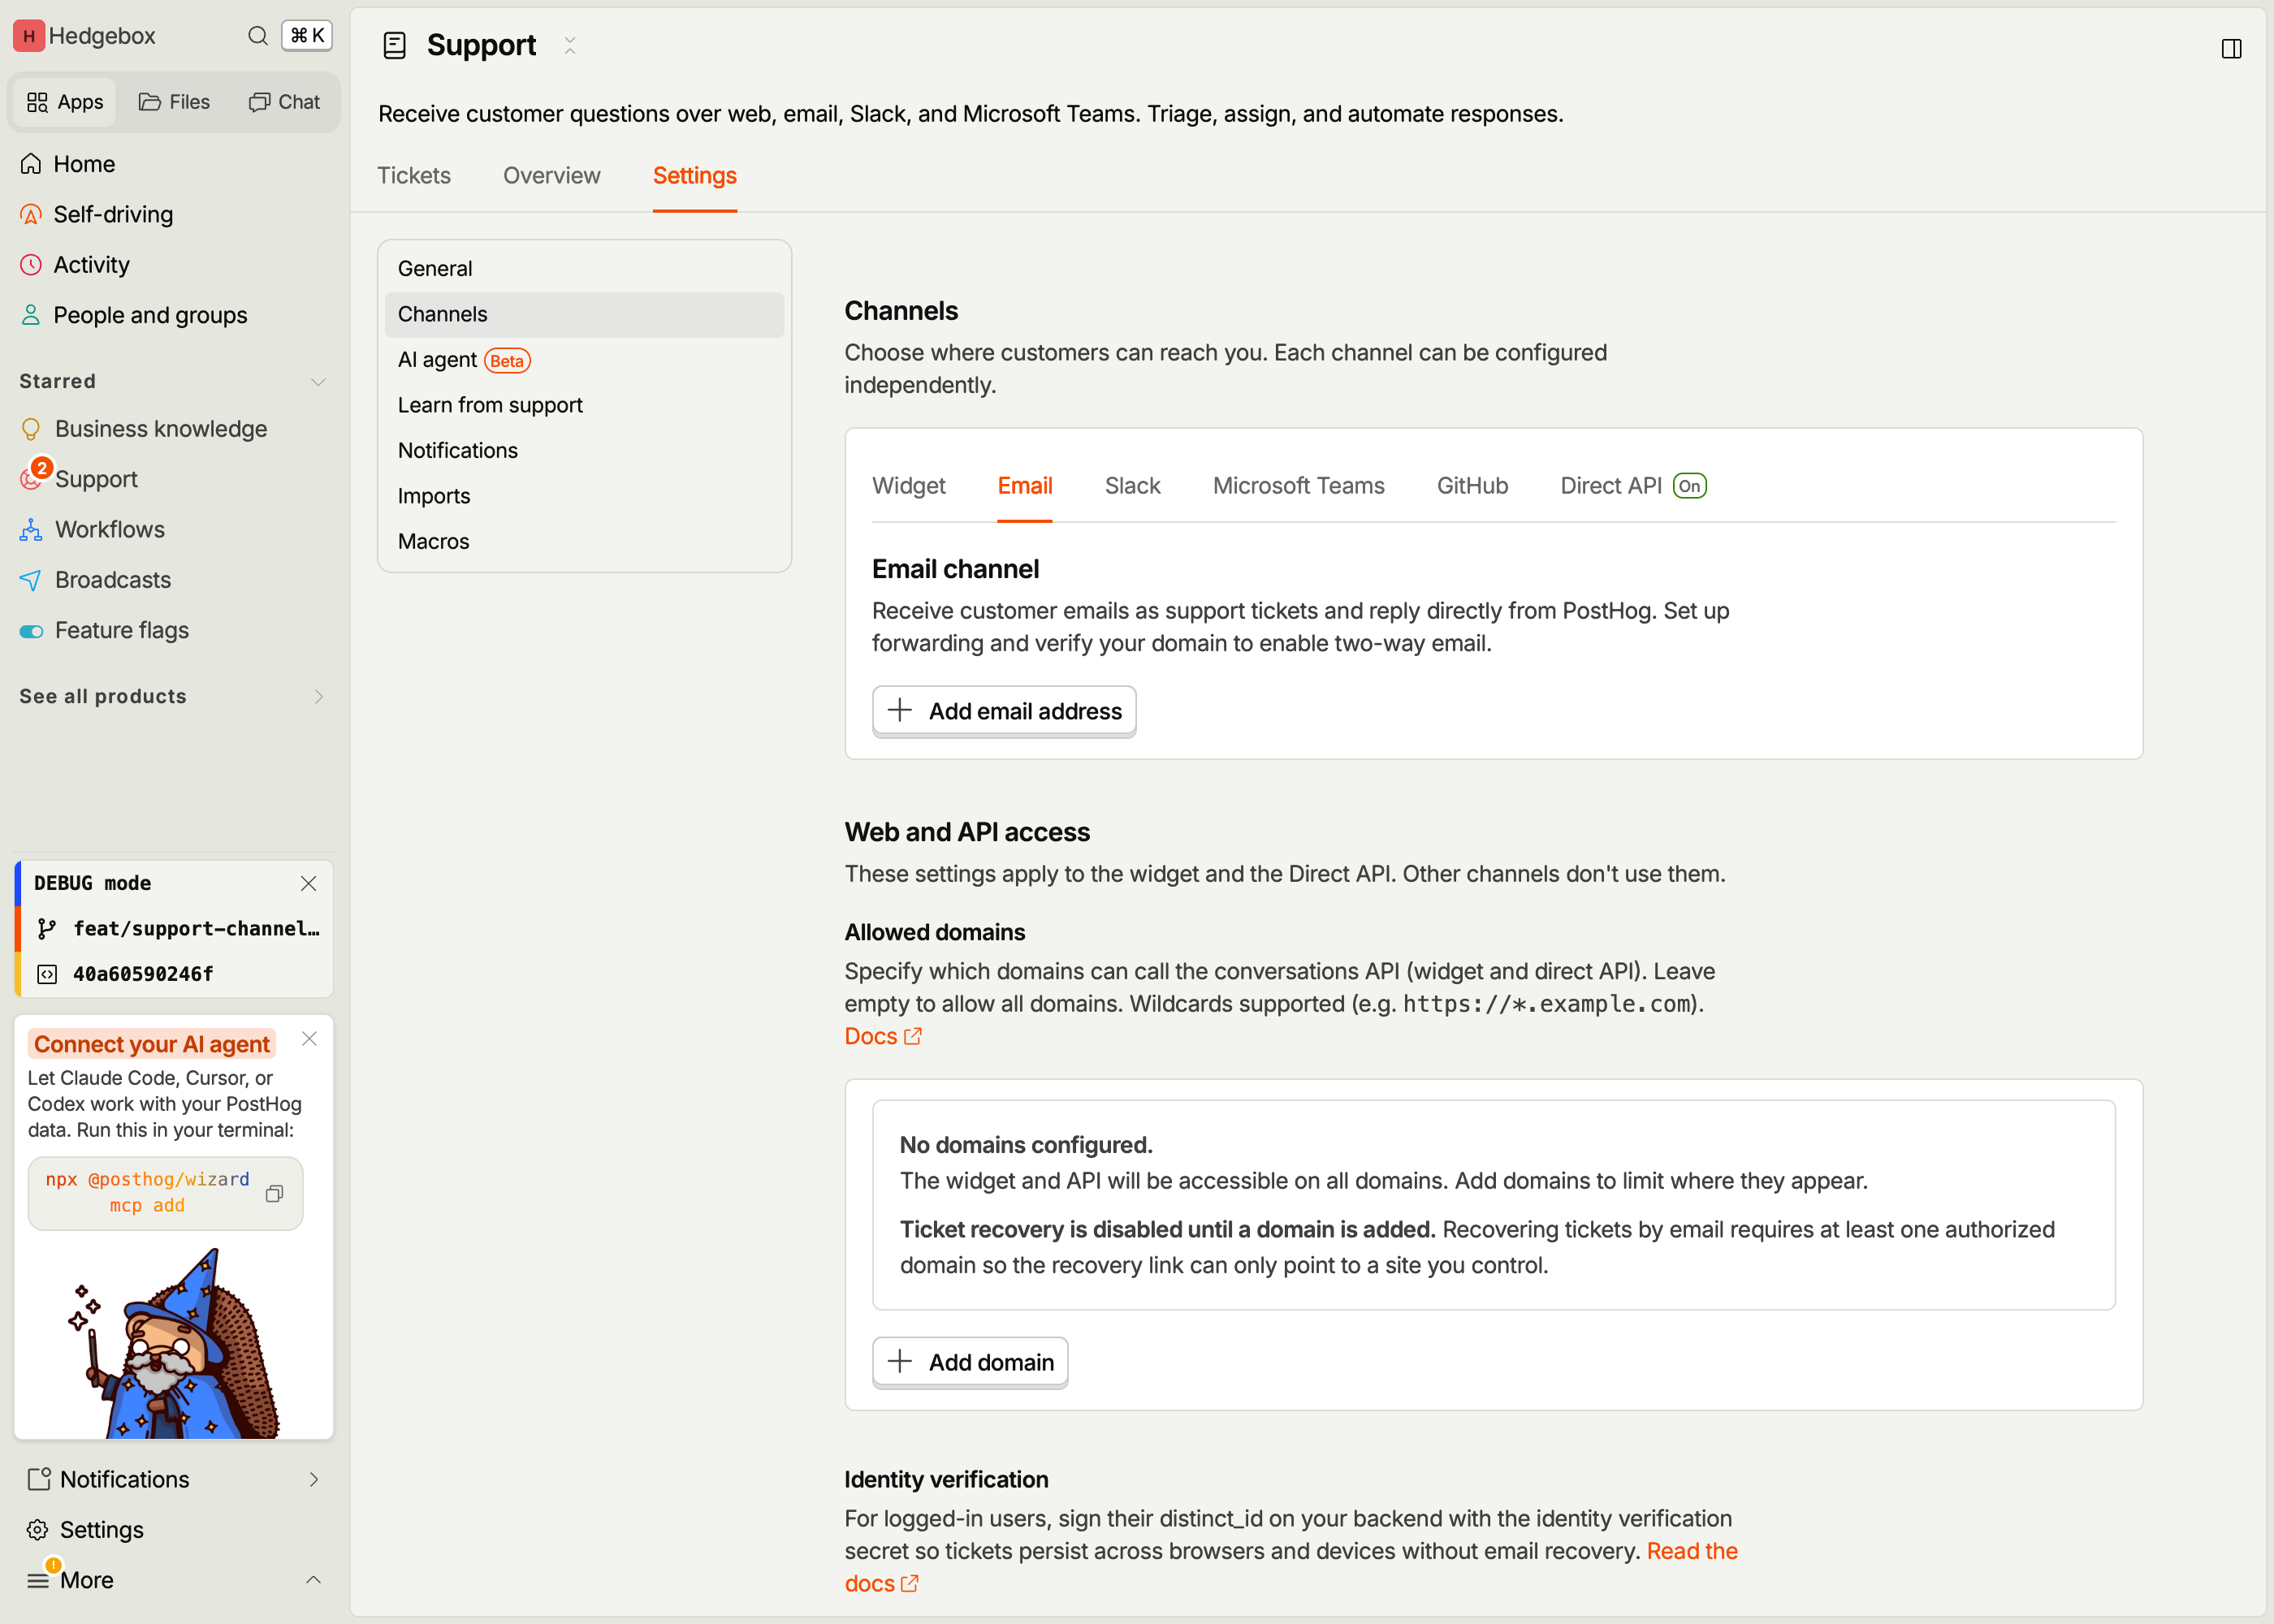 H Hedgebox ⌘ K
Apps Files Chat
Home
Self-driving
Activity
People and groups
Starred
Business knowledge
2
Support
Workflows
Broadcasts
Feature flags
See all products
DEBUG mode
feat/support-channel…
40a60590246f
Connect your AI agent
Let Claude Code, Cursor, or
Codex work with your PostHog
data. Run this in your terminal:
npx @posthog/wizard
mcp add
Notifications
Settings
!
More
Support
Receive customer questions over web, email, Slack, and Microsoft Teams. Triage, assign, and automate responses.
Tickets Overview Settings
General
Channels
AI agent Beta
Learn from support
Notifications
Imports
Macros
Channels
Choose where customers can reach you. Each channel can be configured
independently.
Widget Email Slack Microsoft Teams GitHub Direct API On
Email channel
Receive customer emails as support tickets and reply directly from PostHog. Set up
forwarding and verify your domain to enable two-way email.
Add email address
Web and API access
These settings apply to the widget and the Direct API. Other channels don't use them.
Allowed domains
Specify which domains can call the conversations API (widget and direct API). Leave
empty to allow all domains. Wildcards supported (e.g. https://*.example.com).
Docs
No domains configured.
The widget and API will be accessible on all domains. Add domains to limit where they appear.
Ticket recovery is disabled until a domain is added. Recovering tickets by email requires at least one authorized
domain so the recovery link can only point to a site you control.
Add domain
Identity verification
For logged-in users, sign their distinct_id on your backend with the identity verification
secret so tickets persist across browsers and devices without email recovery. Read the
docs